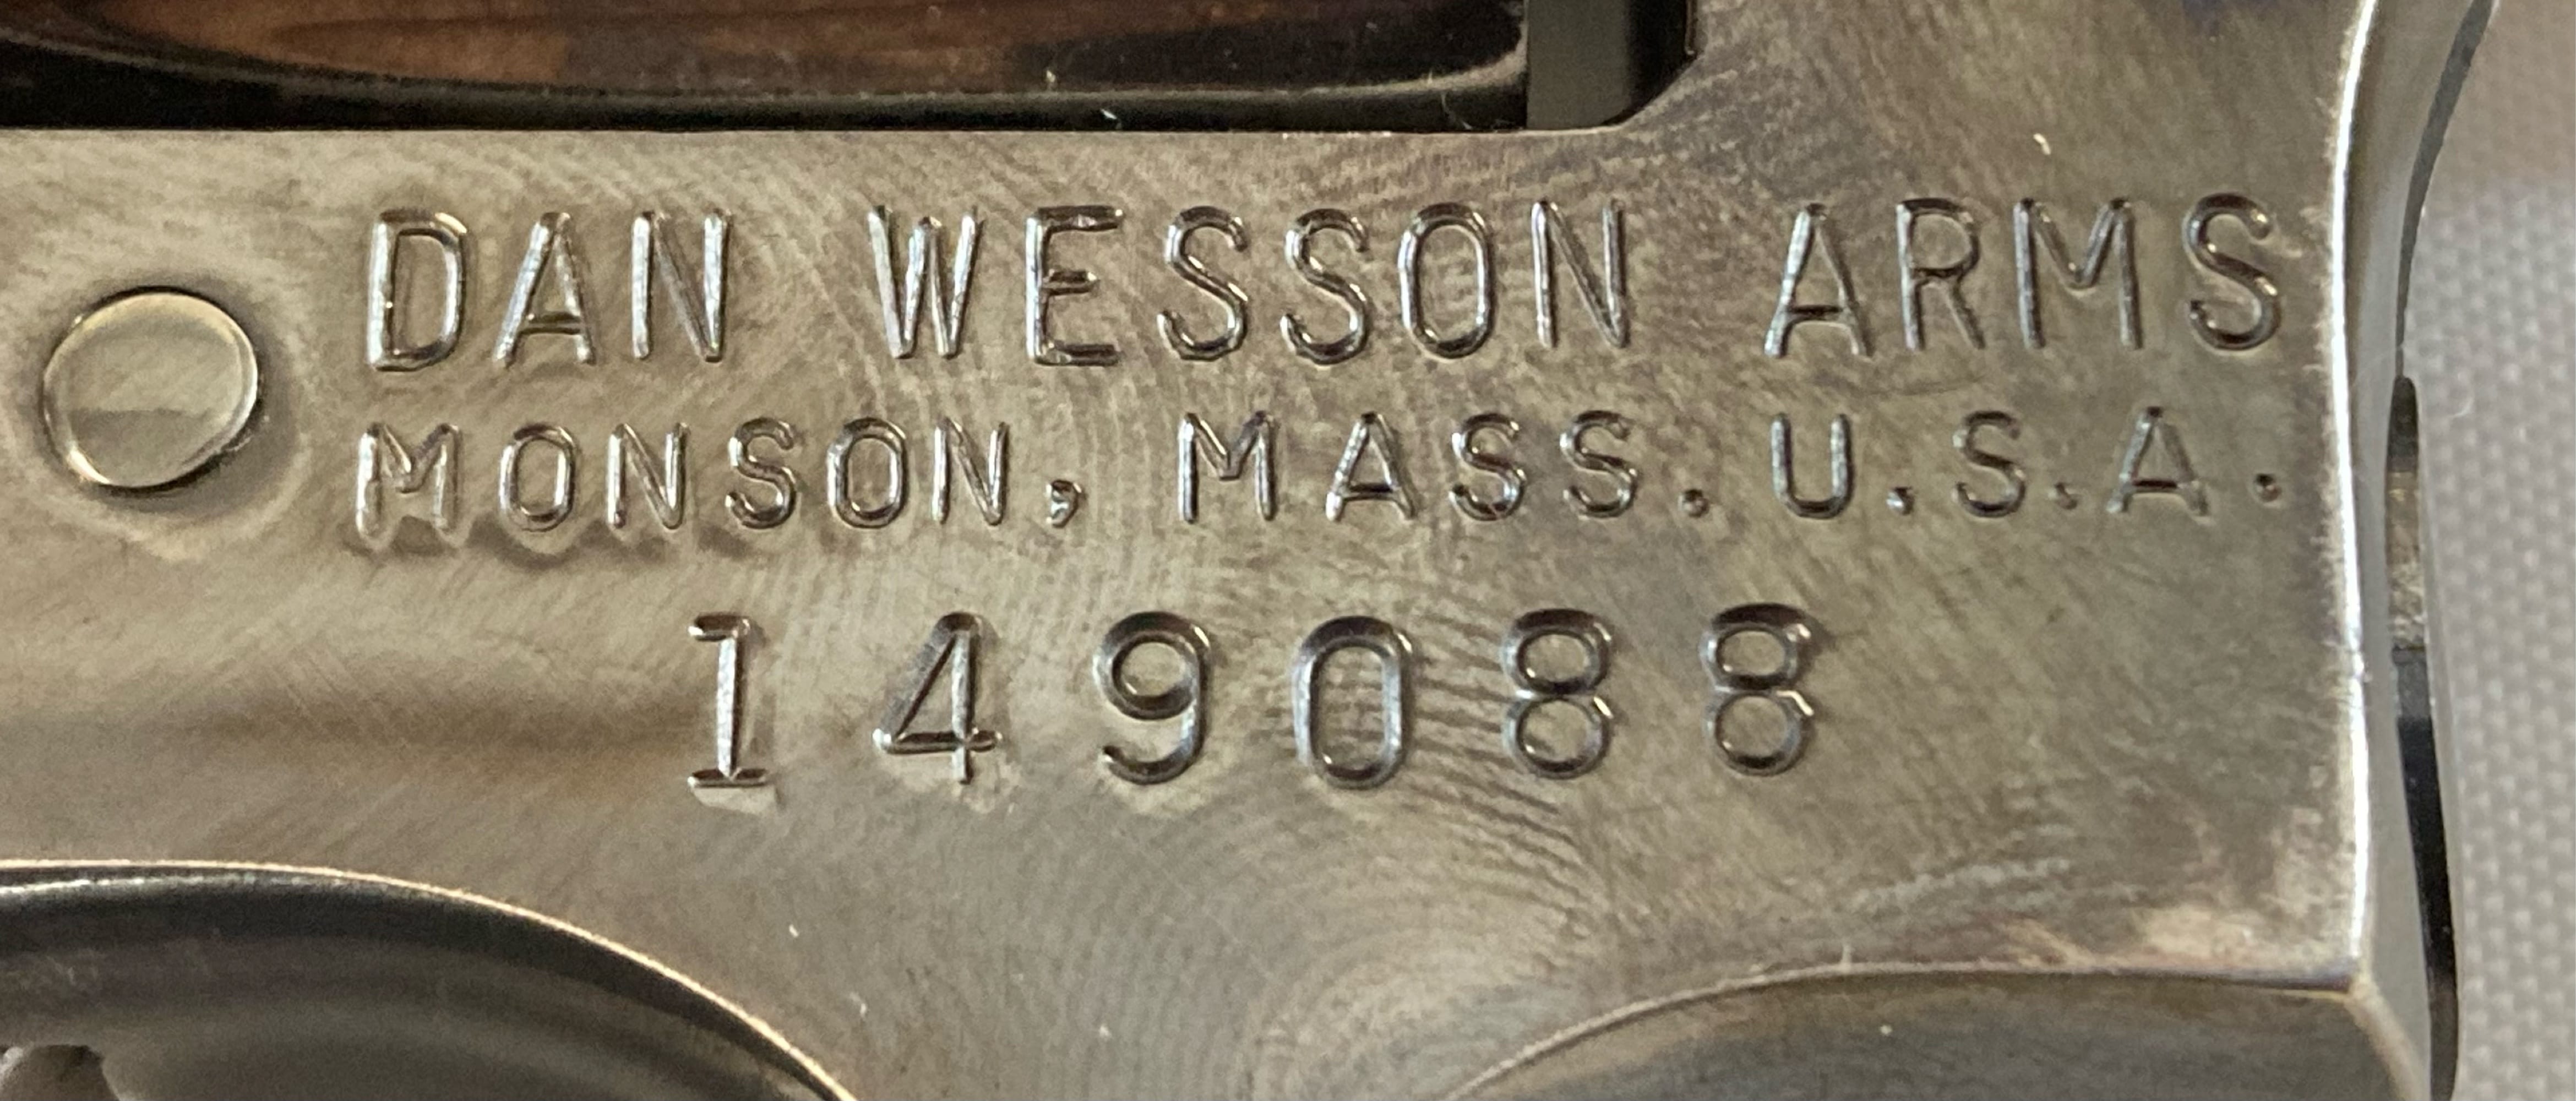 DAN WESSON ARMS
MONSON, MASS. U.S.A.
149088